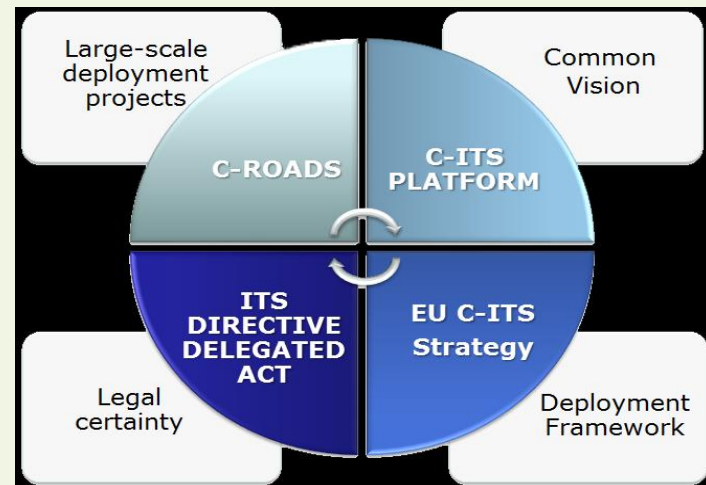 Large-scale
deployment
projects
Common
Vision
C-ROADS
C-ITS
PLATFORM
ITS
DIRECTIVE
DELEGATED
ACT
EU C-ITS
Strategy
Legal
certainty
Deployment
Framework